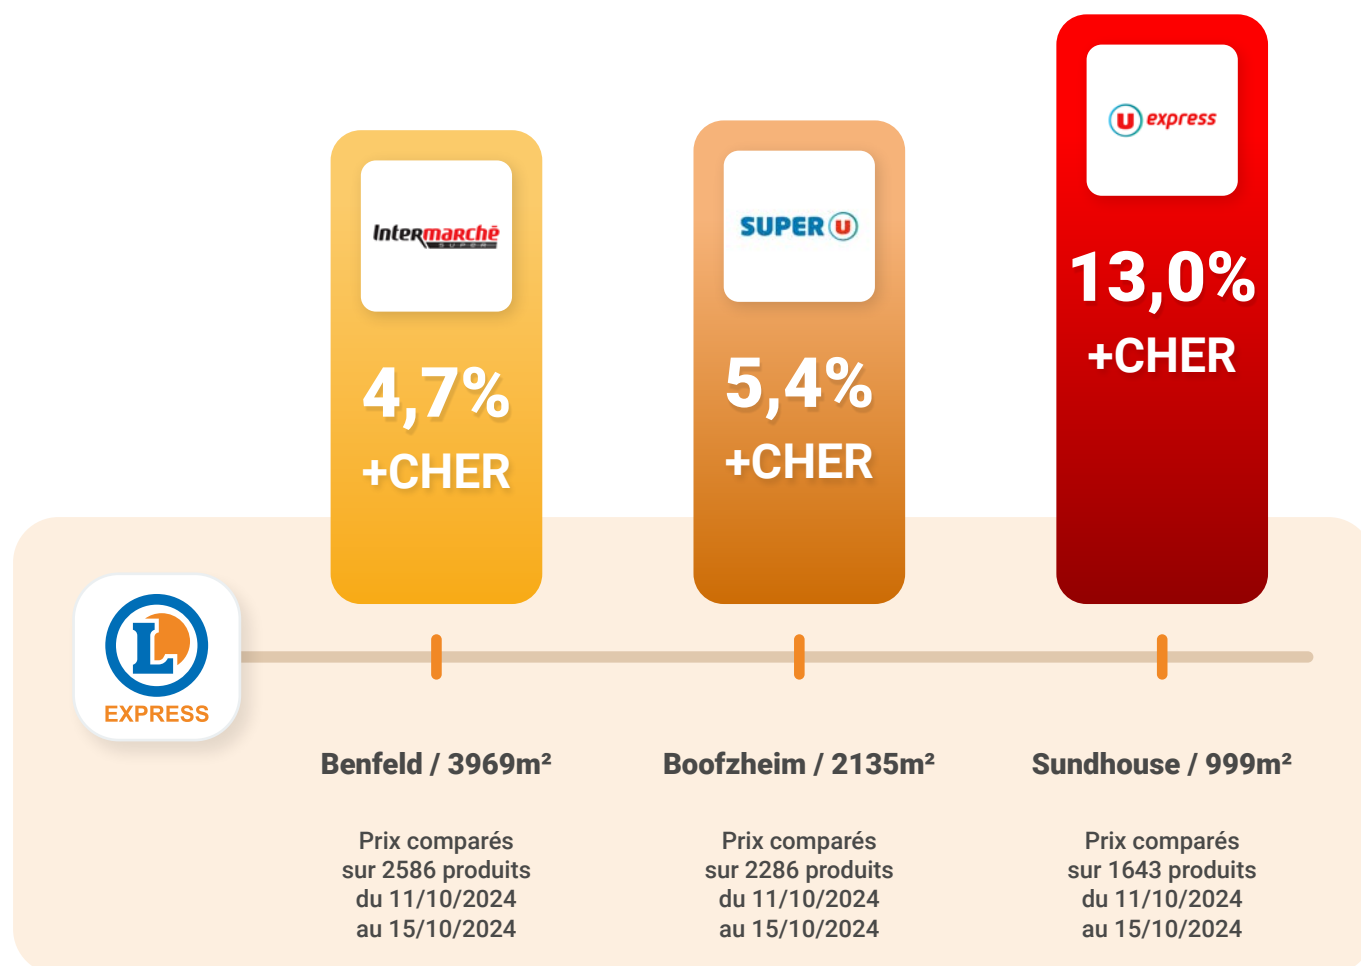 Intermarchē
SUPER
4,7%
+CHER
SUPER U
5,4%
+CHER
U express
13,0%
+CHER
L
EXPRESS
Benfeld / 3969m²
Prix comparés
sur 2586 produits
du 11/10/2024
au 15/10/2024
Boofzheim / 2135m²
Prix comparés
sur 2286 produits
du 11/10/2024
au 15/10/2024
Sundhouse / 999m²
Prix comparés
sur 1643 produits
du 11/10/2024
au 15/10/2024